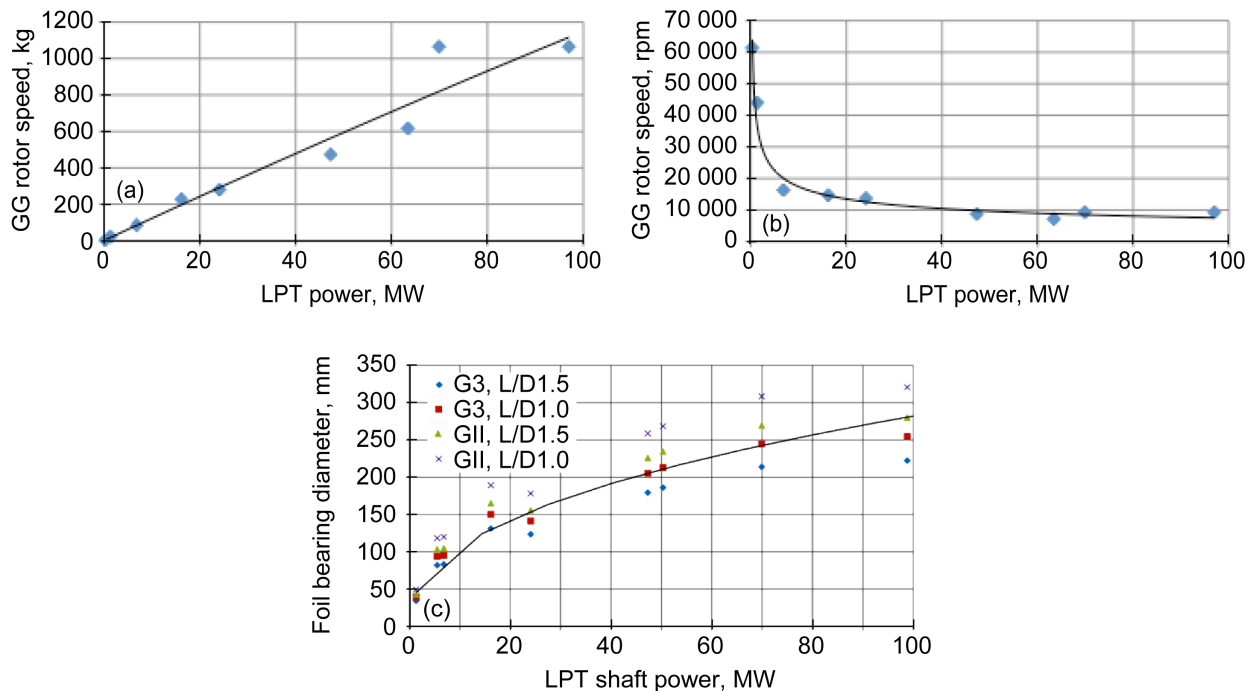 1200
1000
800
600
400
200
0
GG rotor speed, kg
(a)
0 20 40 60 80 100
LPT power, MW
70 000
60 000
50 000
40 000
30 000
20 000
10 000
0
GG rotor speed, rpm
(b)
0 20 40 60 80 100
LPT power, MW
350
300
250
200
150
100
50
0
Foil bearing diameter, mm
G3, L/D1.5
G3, L/D1.0
GII, L/D1.5
GII, L/D1.0
(c)
0 20 40 60 80 100
LPT shaft power, MW